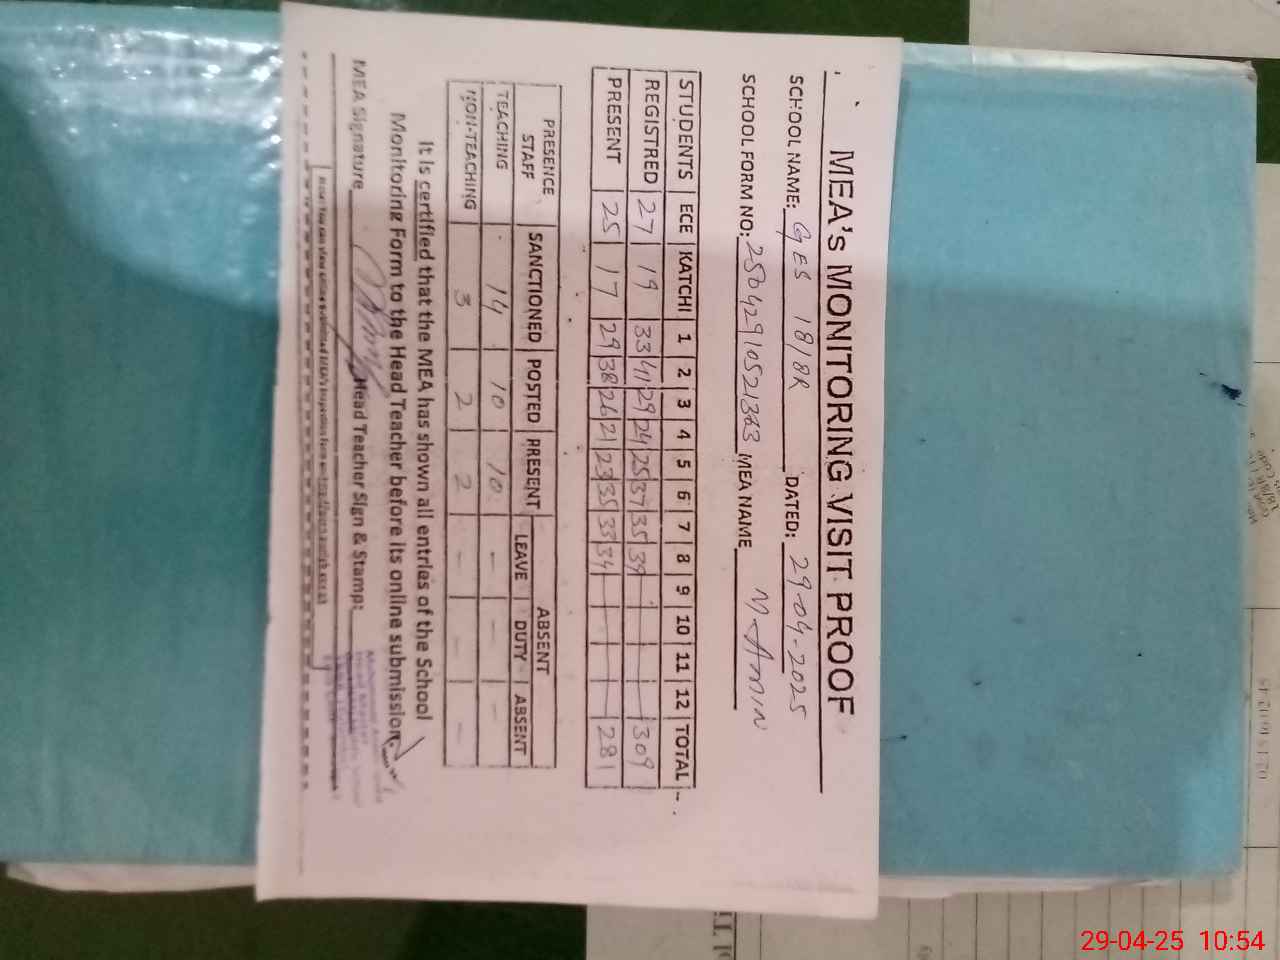 MEA's MONITORING VISIT PROOF
SCHOOL NAME: GES 18/8R DATED: 29-04-2025
SCHOOL FORM NO: MEA NAME M-AMIN
STUDENTS ECE KATCHI 1 2 3 4 5 6 7 8 9 10 11 12 TOTAL
REGISTRED 27 19 33 41 29 24 25 37 35 39 309
PRESENT 25 17 29 38 26 21 23 35 33 34 281
PRESENCE STAFF SANCTIONED POSTED PRESENT ABSENT
LEAVE DUTY ABSENT
TEACHING 14 10 10 - - -
NON-TEACHING 3 2 2 - - -
It is certified that the MEA has shown all entries of the School
Monitoring Form to the Head Teacher before its online submission.
MEA Signature Head Teacher Sign & Stamp:
29-04-25 10:54